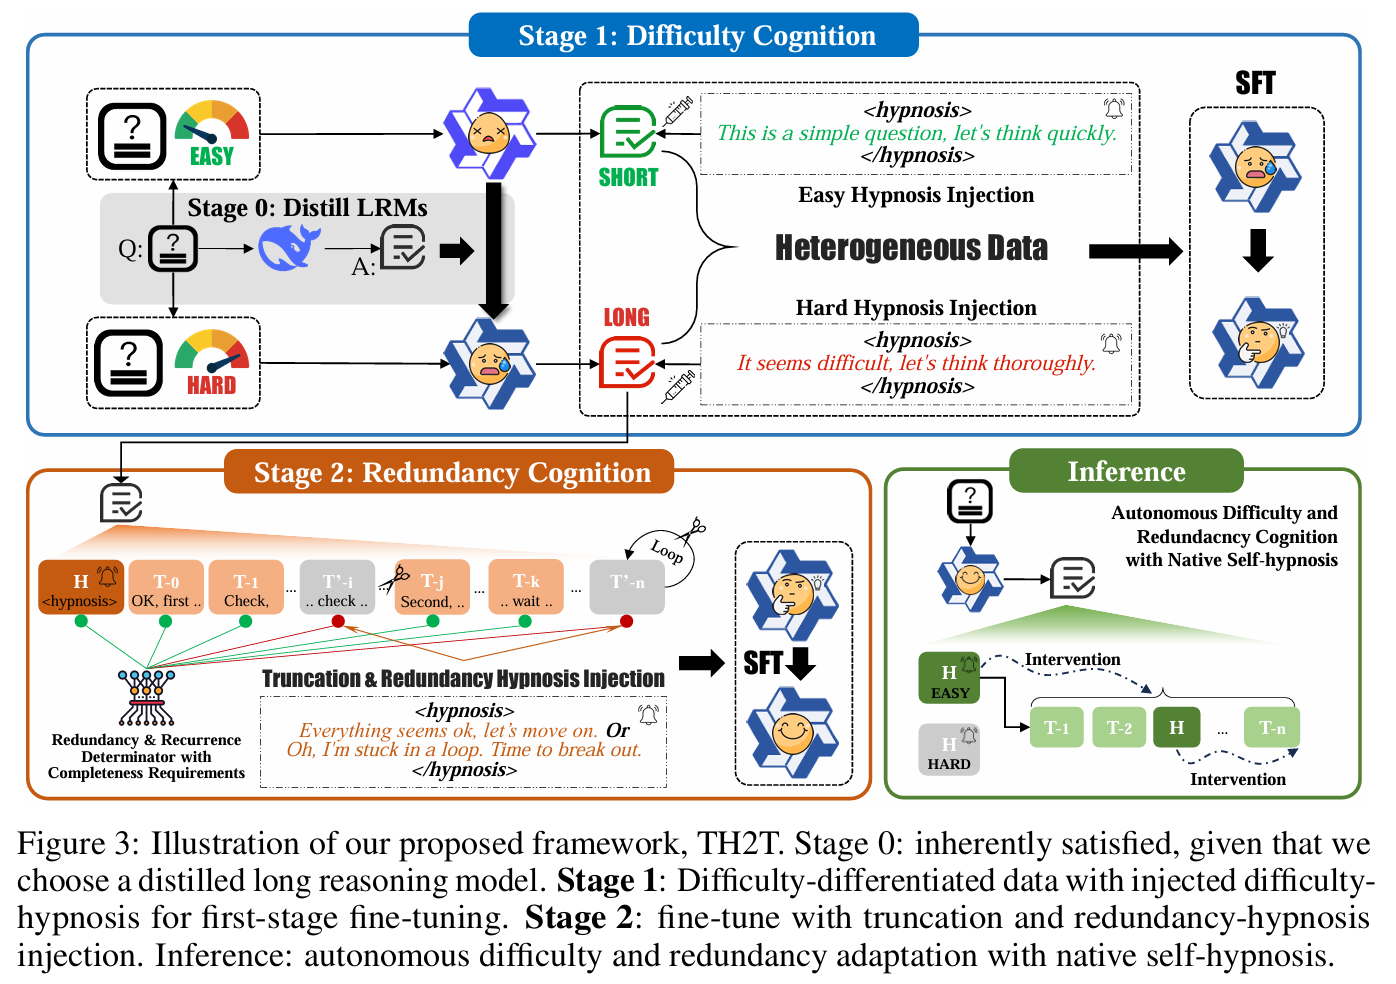 Stage 1: Difficulty Cognition
SFT
?
EASY
SHORT
<hypnosis>
This is a simple question, let's think quickly.
</hypnosis>
Easy Hypnosis Injection
Stage 0: Distill LRMs
Q:
?
A:
Heterogeneous Data
Hard Hypnosis Injection
LONG
?
HARD
<hypnosis>
It seems difficult, let's think thoroughly.
</hypnosis>
Stage 2: Redundancy Cognition
Loop
H
<hypnosis>
T-0
OK, first ..
T-1
Check,
...
T'-i
.. check ..
T-j
Second, ..
...
T-k
.. wait ..
...
T'-n
Redundancy & Recurrence
Determinator with
Completeness Requirements
Truncation & Redundancy Hypnosis Injection
<hypnosis>
Everything seems ok, let's move on. Or
Oh, I'm stuck in a loop. Time to break out.
</hypnosis>
SFT
Inference
?
Autonomous Difficulty and
Redundacncy Cognition
with Native Self-hypnosis
H
EASY
Intervention
H
HARD
T-1
T-2
H
...
T-n
Intervention
Figure 3: Illustration of our proposed framework, TH2T. Stage 0: inherently satisfied, given that we
choose a distilled long reasoning model. Stage 1: Difficulty-differentiated data with injected difficulty-
hypnosis for first-stage fine-tuning. Stage 2: fine-tune with truncation and redundancy-hypnosis
injection. Inference: autonomous difficulty and redundancy adaptation with native self-hypnosis.